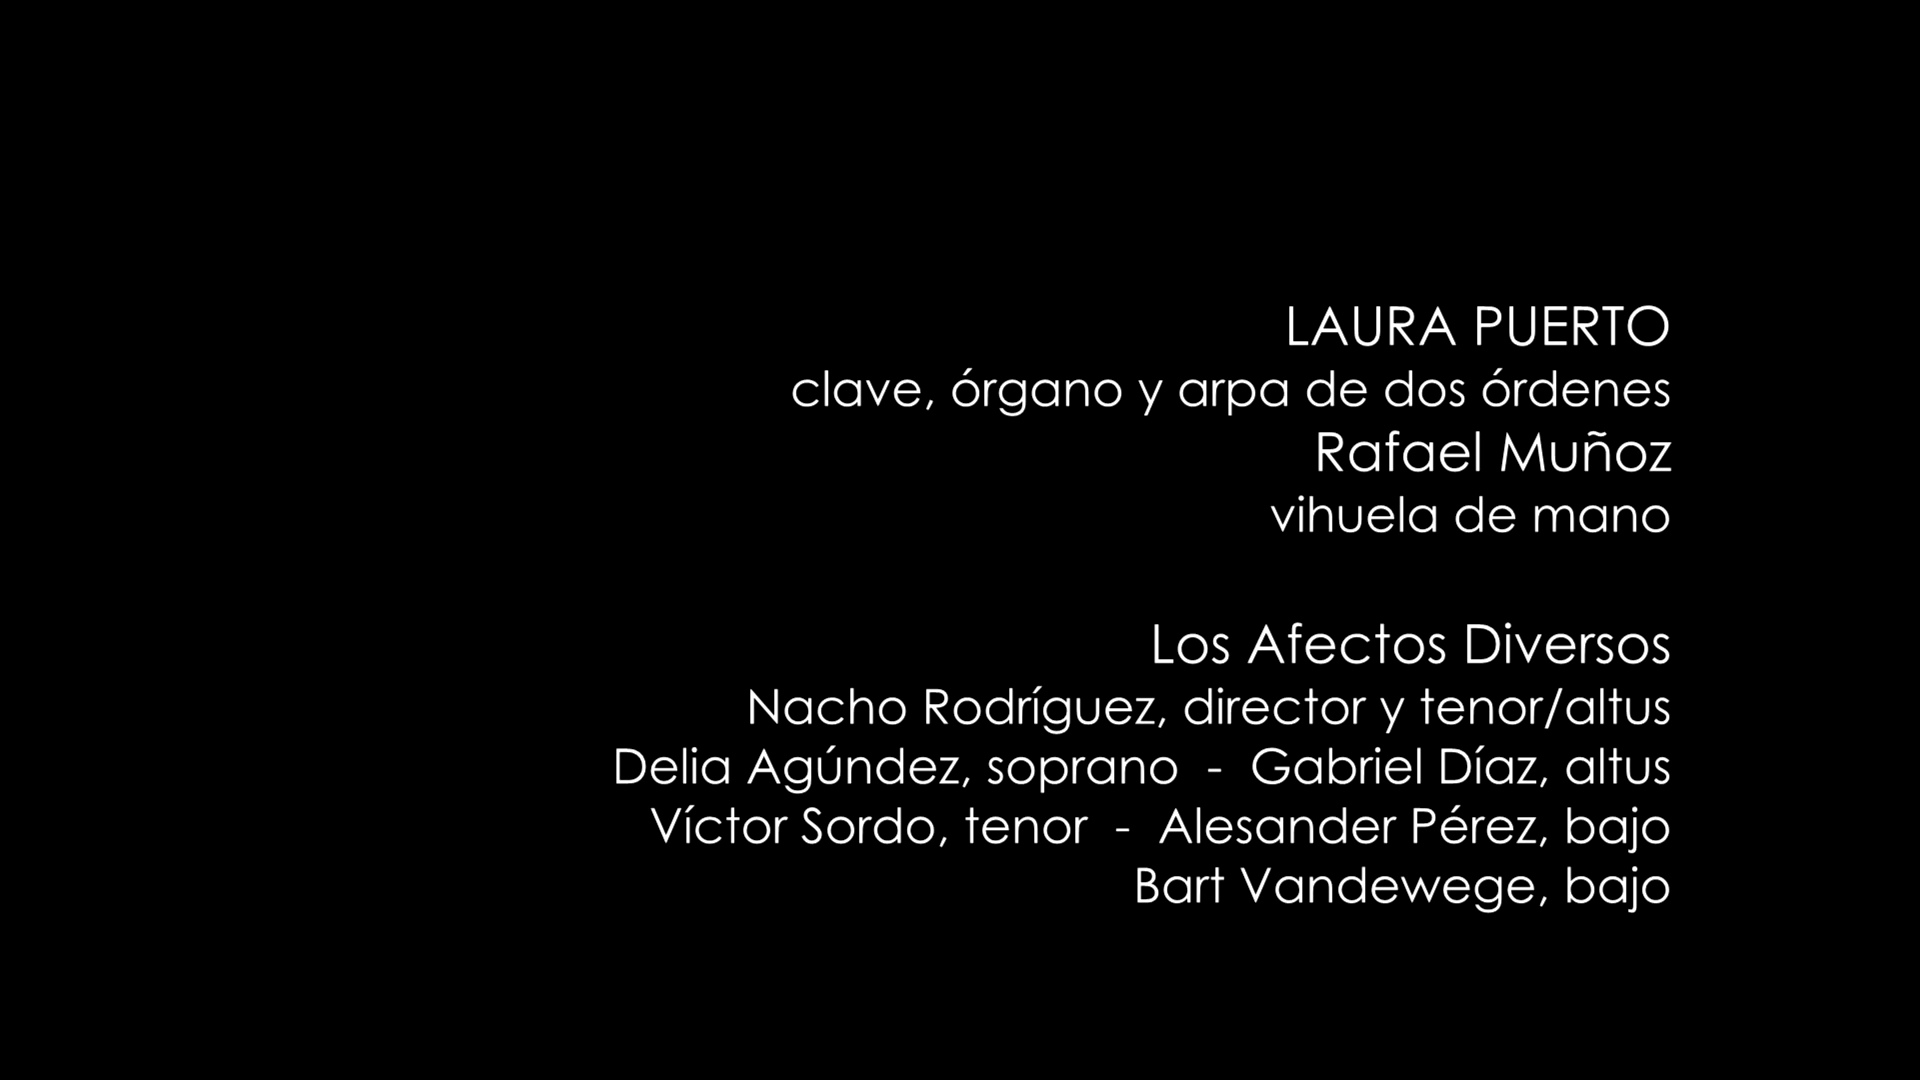 LAURA PUERTO
clave, órgano y arpa de dos órdenes
Rafael Muñoz
vihuela de mano
Los Afectos Diversos
Nacho Rodríguez, director y tenor/altus
Delia Agúndez, soprano - Gabriel Díaz, altus
Víctor Sordo, tenor - Alesander Pérez, bajo
Bart Vandewege, bajo